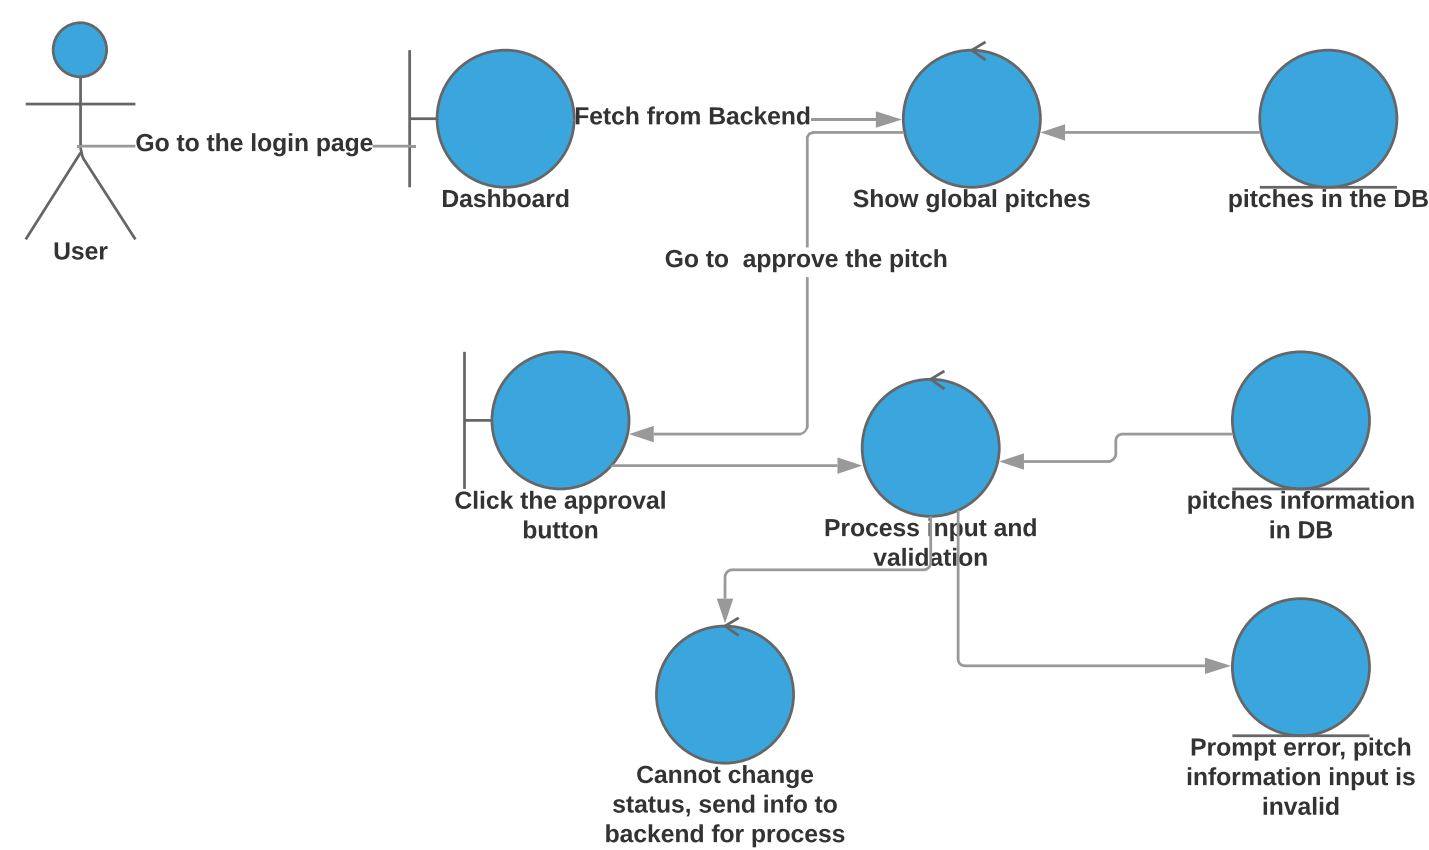 Go to the login page
User
Dashboard
Fetch from Backend
Show global pitches
pitches in the DB
Go to  approve the pitch
Click the approval
button
Process input and
validation
pitches information
in DB
Cannot change
status, send info to
backend for process
Prompt error, pitch
information input is
invalid